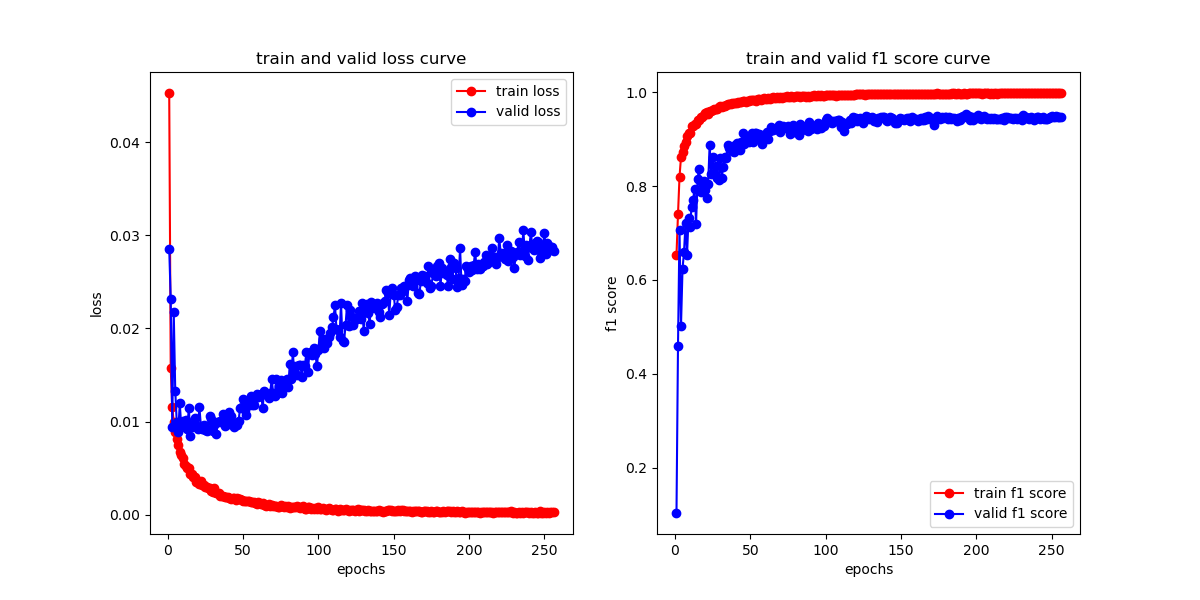 train and valid loss curve
train loss
valid loss
0.04
0.03
0.02
0.01
0.00
loss
0
50
100
150
200
250
epochs
train and valid f1 score curve
1.0
0.8
0.6
0.4
0.2
f1 score
train f1 score
valid f1 score
0
50
100
150
200
250
epochs